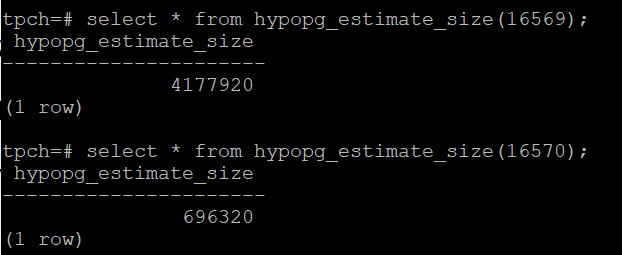 tpch=# select * from hypopg_estimate_size(16569);
hypopg_estimate_size
----------------------
4177920
(1 row)
tpch=# select * from hypopg_estimate_size(16570);
hypopg_estimate_size
----------------------
696320
(1 row)